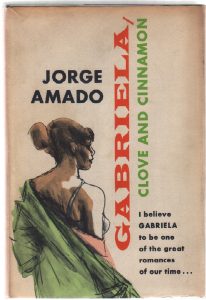 JORGE
AMADO
GABRIELA/
CLOVE AND CINNAMON
I believe
GABRIELA
to be one
of the great
romances
of our time...